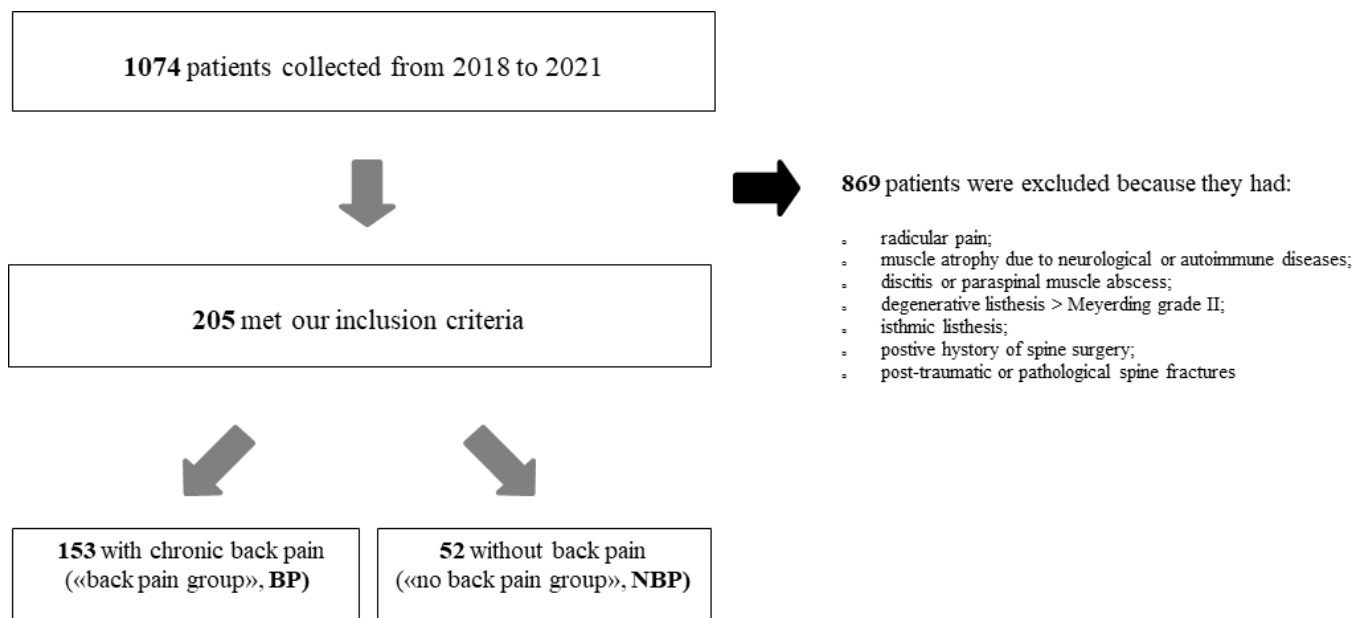 1074 patients collected from 2018 to 2021
869 patients were excluded because they had:
radicular pain;
muscle atrophy due to neurological or autoimmune diseases;
discitis or paraspinal muscle abscess;
degenerative listhesis > Meyerding grade II;
isthmic listhesis;
postive hystory of spine surgery;
post-traumatic or pathological spine fractures
205 met our inclusion criteria
153 with chronic back pain
(«back pain group», BP)
52 without back pain
(«no back pain group», NBP)